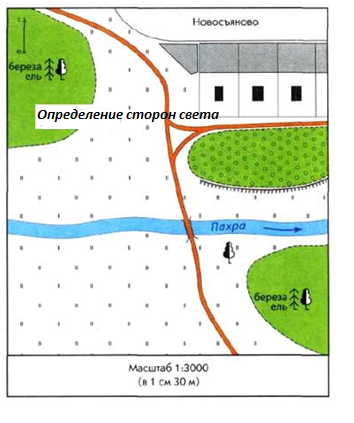 Новосъяново
береза
ель
Определение сторон света
Пахра
береза
ель
Масштаб 1:3000
(в 1 см 30 м)